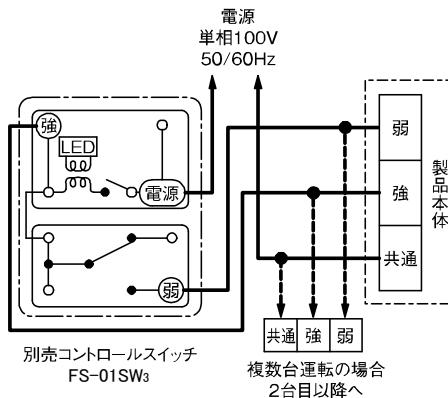 電源
単相100V
50/60Hz
強
LED
電源
弱
弱
強
共通
製品本体
共通 強 弱
別売コントロールスイッチ
FS-01SW3
複数台運転の場合
2台目以降へ